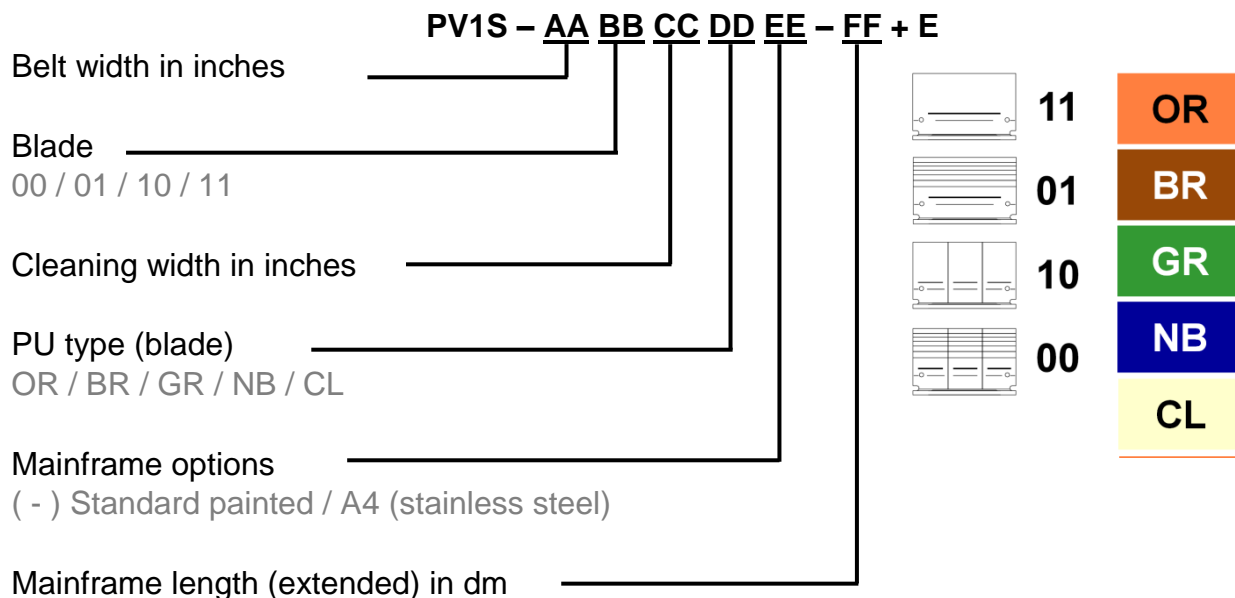 PV1S – AA BB CC DD EE – FF + E
Belt width in inches
Blade
00 / 01 / 10 / 11
Cleaning width in inches
PU type (blade)
OR / BR / GR / NB / CL
Mainframe options
( - ) Standard painted / A4 (stainless steel)
Mainframe length (extended) in dm
11
01
10
00
OR
BR
GR
NB
CL